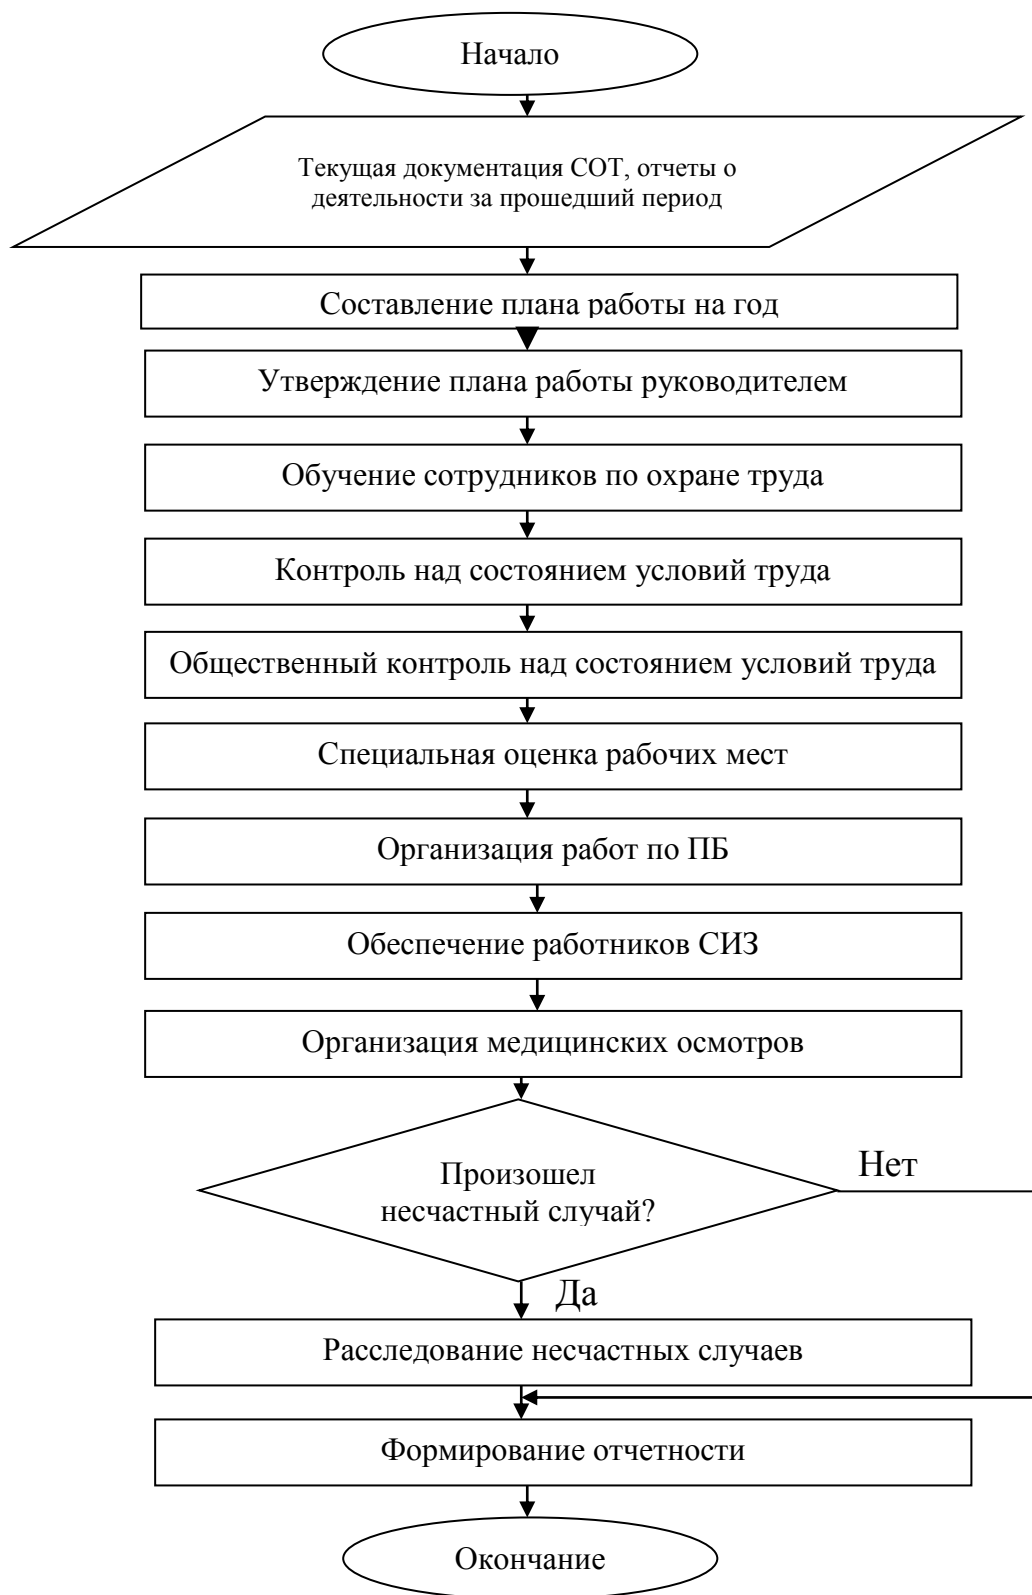 Начало
Текущая документация СОТ, отчеты о
деятельности за прошедший период
Составление плана работы на год
Утверждение плана работы руководителем
Обучение сотрудников по охране труда
Контроль над состоянием условий труда
Общественный контроль над состоянием условий труда
Специальная оценка рабочих мест
Организация работ по ПБ
Обеспечение работников СИЗ
Организация медицинских осмотров
Произошел
несчастный случай?
Нет
Да
Расследование несчастных случаев
Формирование отчетности
Окончание